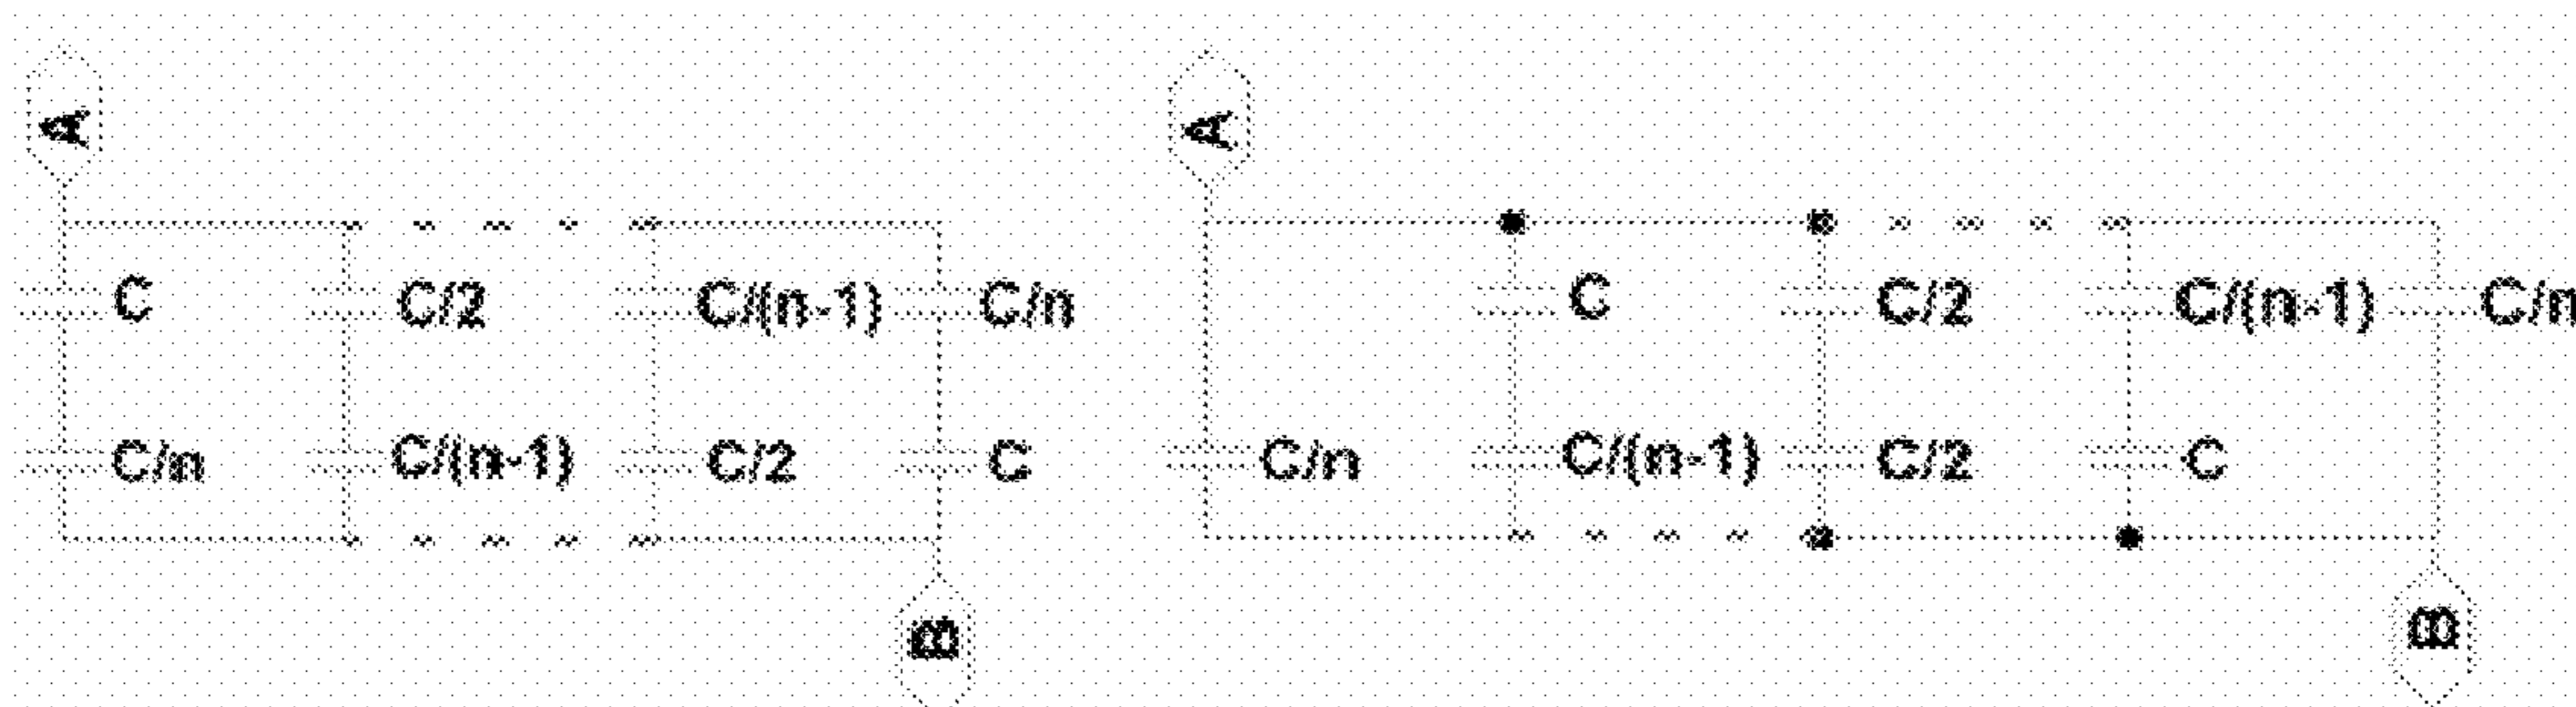 A A
C C/2 C/(n-1) C/n C C/2 C/(n-1) C/n
C/n C/(n-1) C/2 C C/n C/(n-1) C/2 C
B B